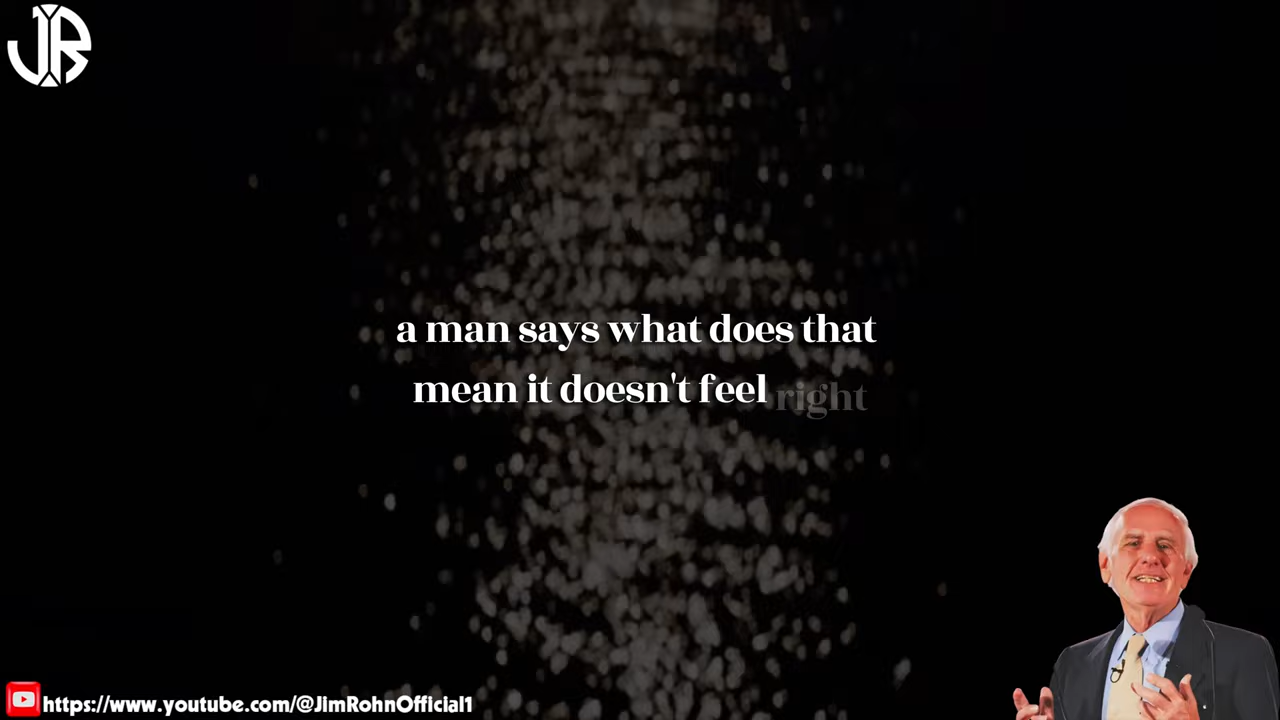 JR
a man says what does that
mean it doesn't feel right
https://www.youtube.com/@JimRohnOfficial1